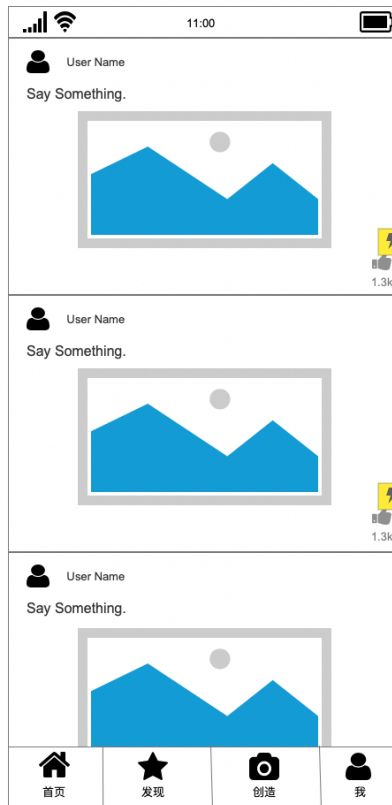 11:00
User Name
Say Something.
1.3k
User Name
Say Something.
1.3k
User Name
Say Something.
首页
发现
创造
我